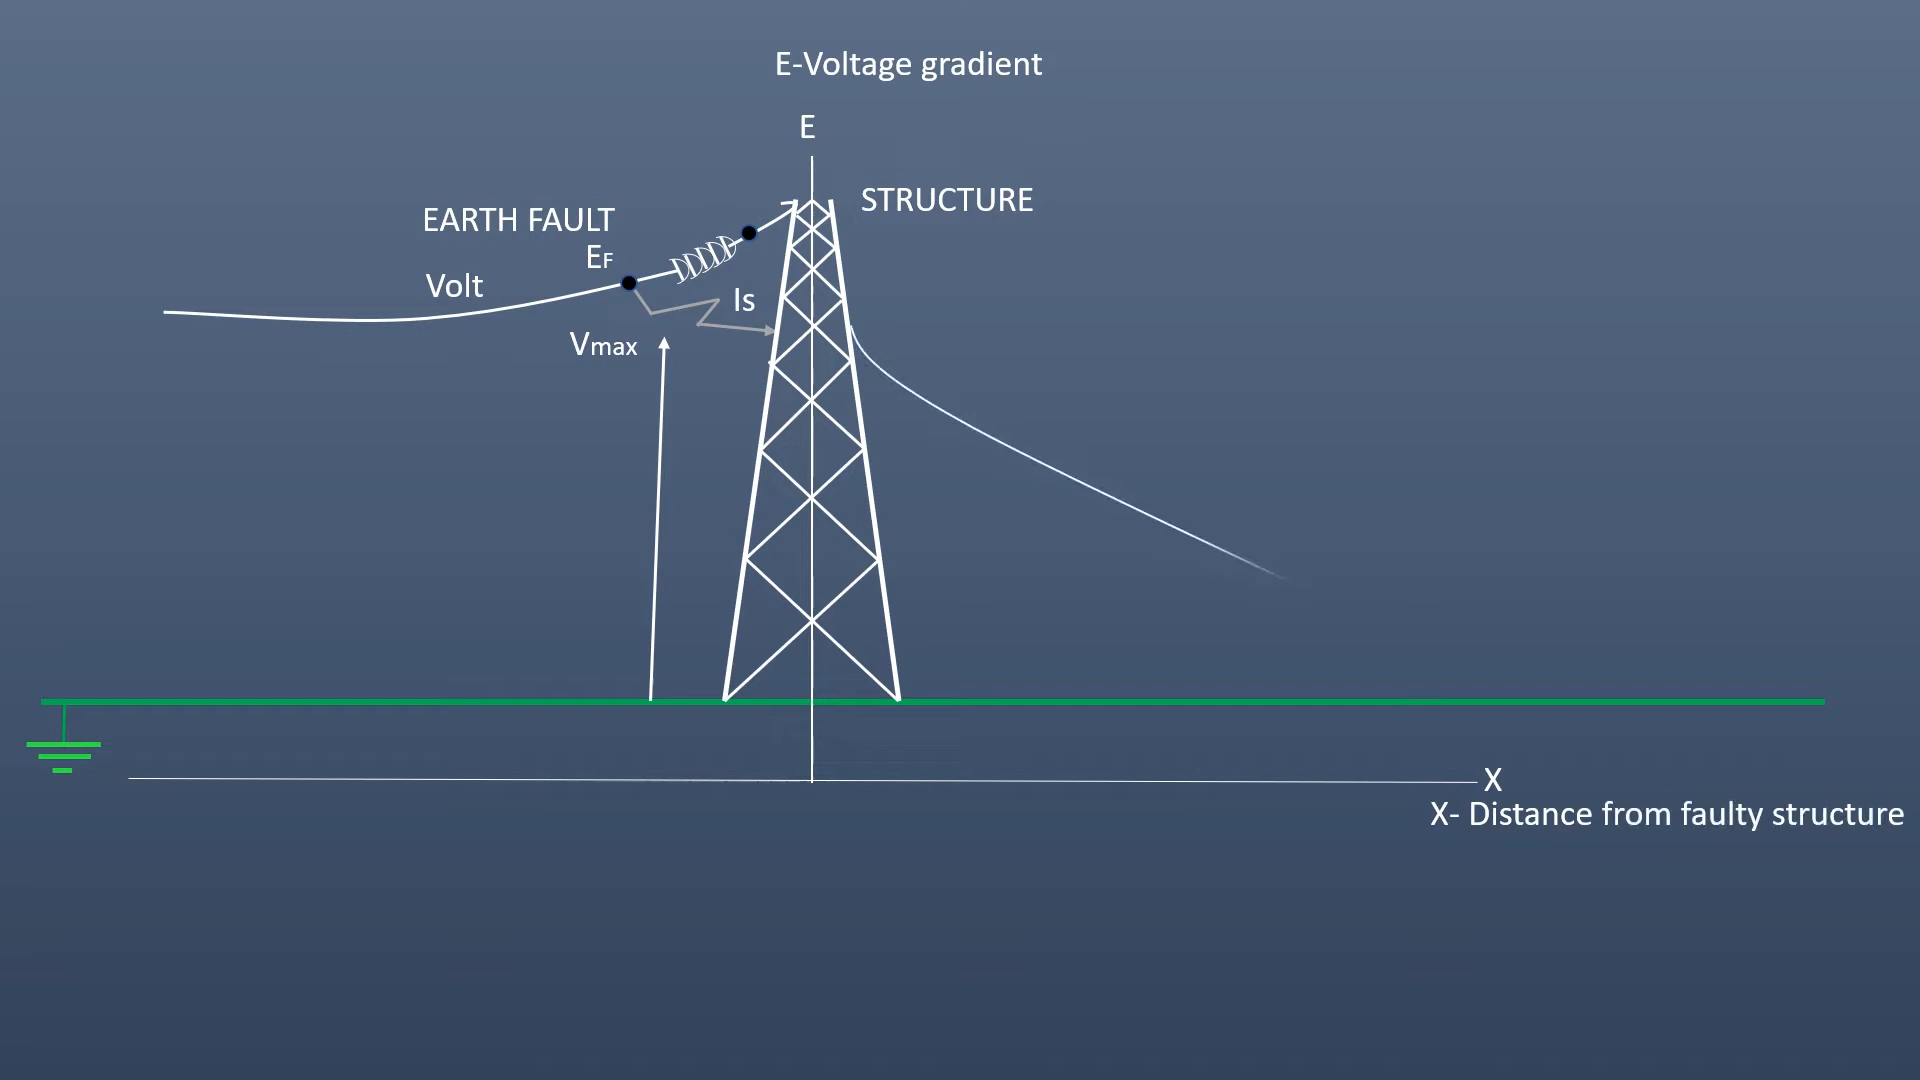 E-Voltage gradient
E
STRUCTURE
EARTH FAULT
EF
Volt
Is
Vmax
X
X- Distance from faulty structure